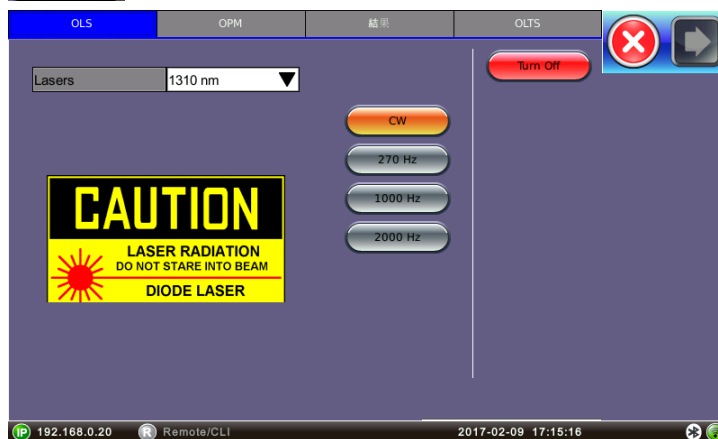 OLS OPM 結果 OLTS
Lasers 1310 nm
Turn Off
CW
270 Hz
1000 Hz
2000 Hz
CAUTION
LASER RADIATION
DO NOT STARE INTO BEAM
DIODE LASER
IP 192.168.0.20 R Remote/CLI 2017-02-09 17:15:16